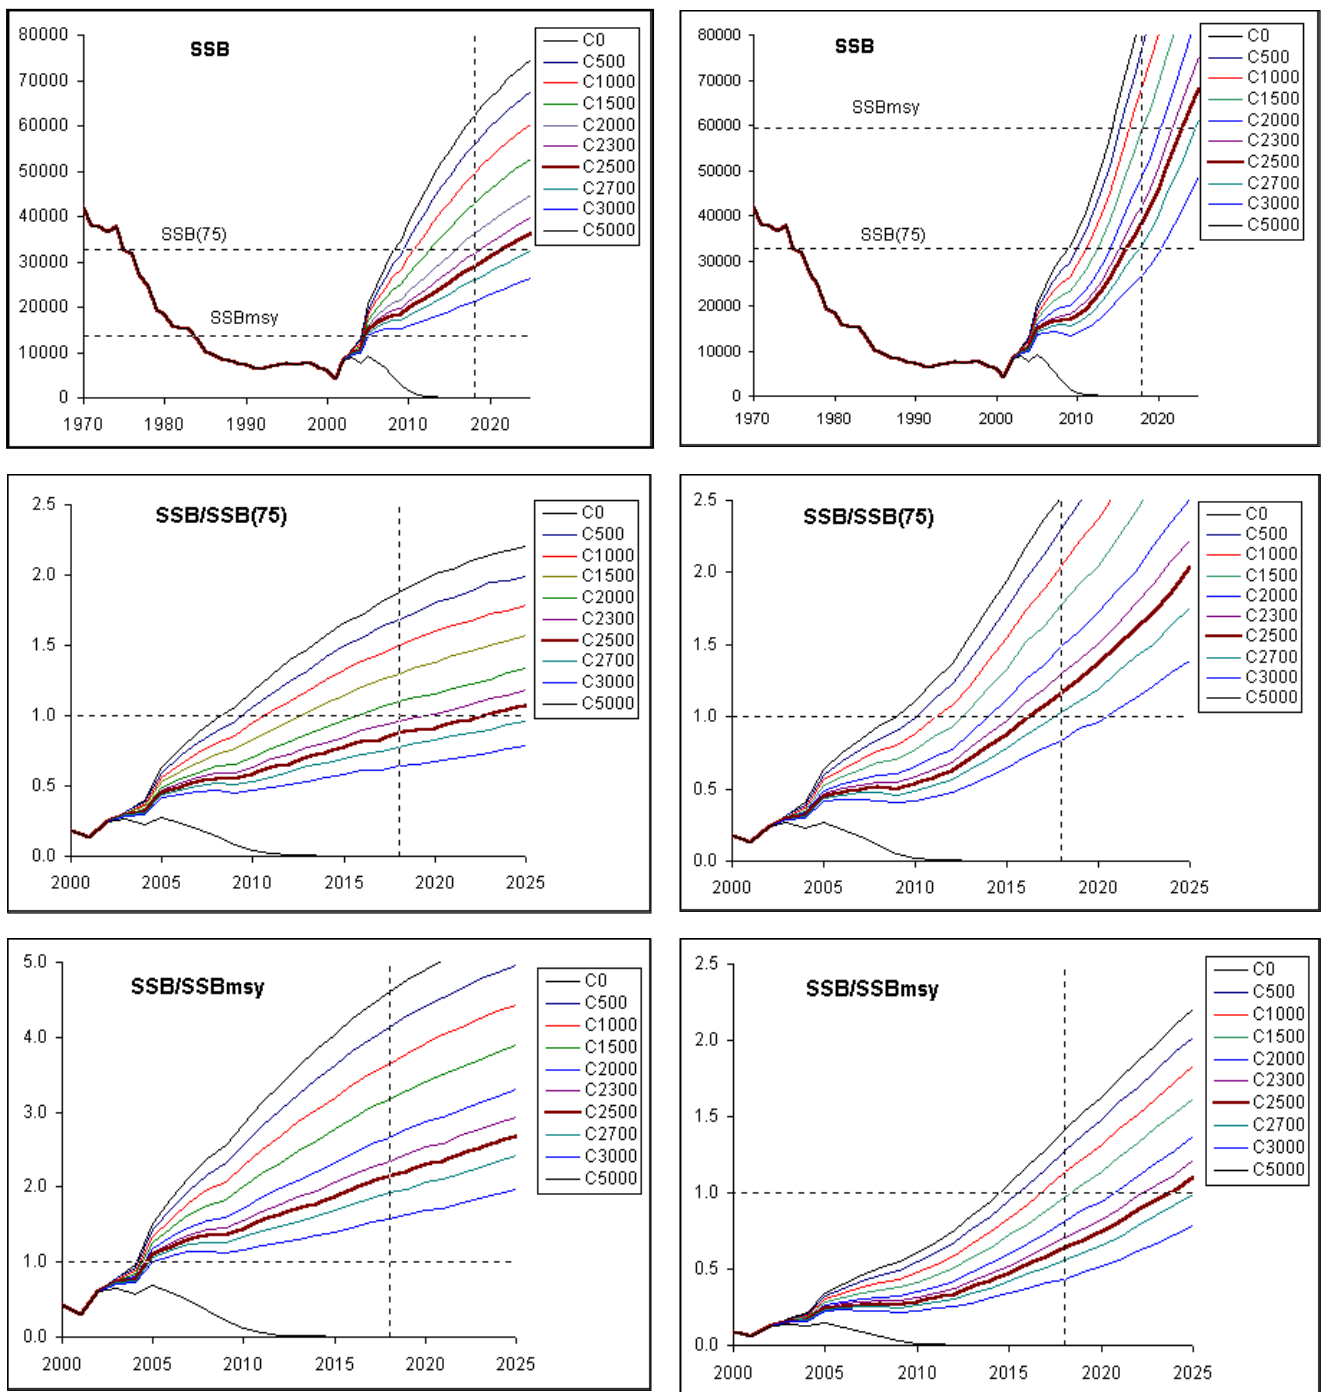 SSB
80000
70000
60000
50000
40000
30000
20000
10000
0
SSB(75)
SSBmsy
1970 1980 1990 2000 2010 2020
C0
C500
C1000
C1500
C2000
C2300
C2500
C2700
C3000
C5000
SSB
80000
70000
60000
50000
40000
30000
20000
10000
0
SSBmsy
SSB(75)
1970 1980 1990 2000 2010 2020
C0
C500
C1000
C1500
C2000
C2300
C2500
C2700
C3000
C5000
SSB/SSB(75)
2.5
2.0
1.5
1.0
0.5
0.0
2000 2005 2010 2015 2020 2025
C0
C500
C1000
C1500
C2000
C2300
C2500
C2700
C3000
C5000
SSB/SSB(75)
2.5
2.0
1.5
1.0
0.5
0.0
2000 2005 2010 2015 2020 2025
C0
C500
C1000
C1500
C2000
C2300
C2500
C2700
C3000
C5000
SSB/SSBmsy
5.0
4.0
3.0
2.0
1.0
0.0
2000 2005 2010 2015 2020 2025
C0
C500
C1000
C1500
C2000
C2300
C2500
C2700
C3000
C5000
SSB/SSBmsy
2.5
2.0
1.5
1.0
0.5
0.0
2000 2005 2010 2015 2020 2025
C0
C500
C1000
C1500
C2000
C2300
C2500
C2700
C3000
C5000